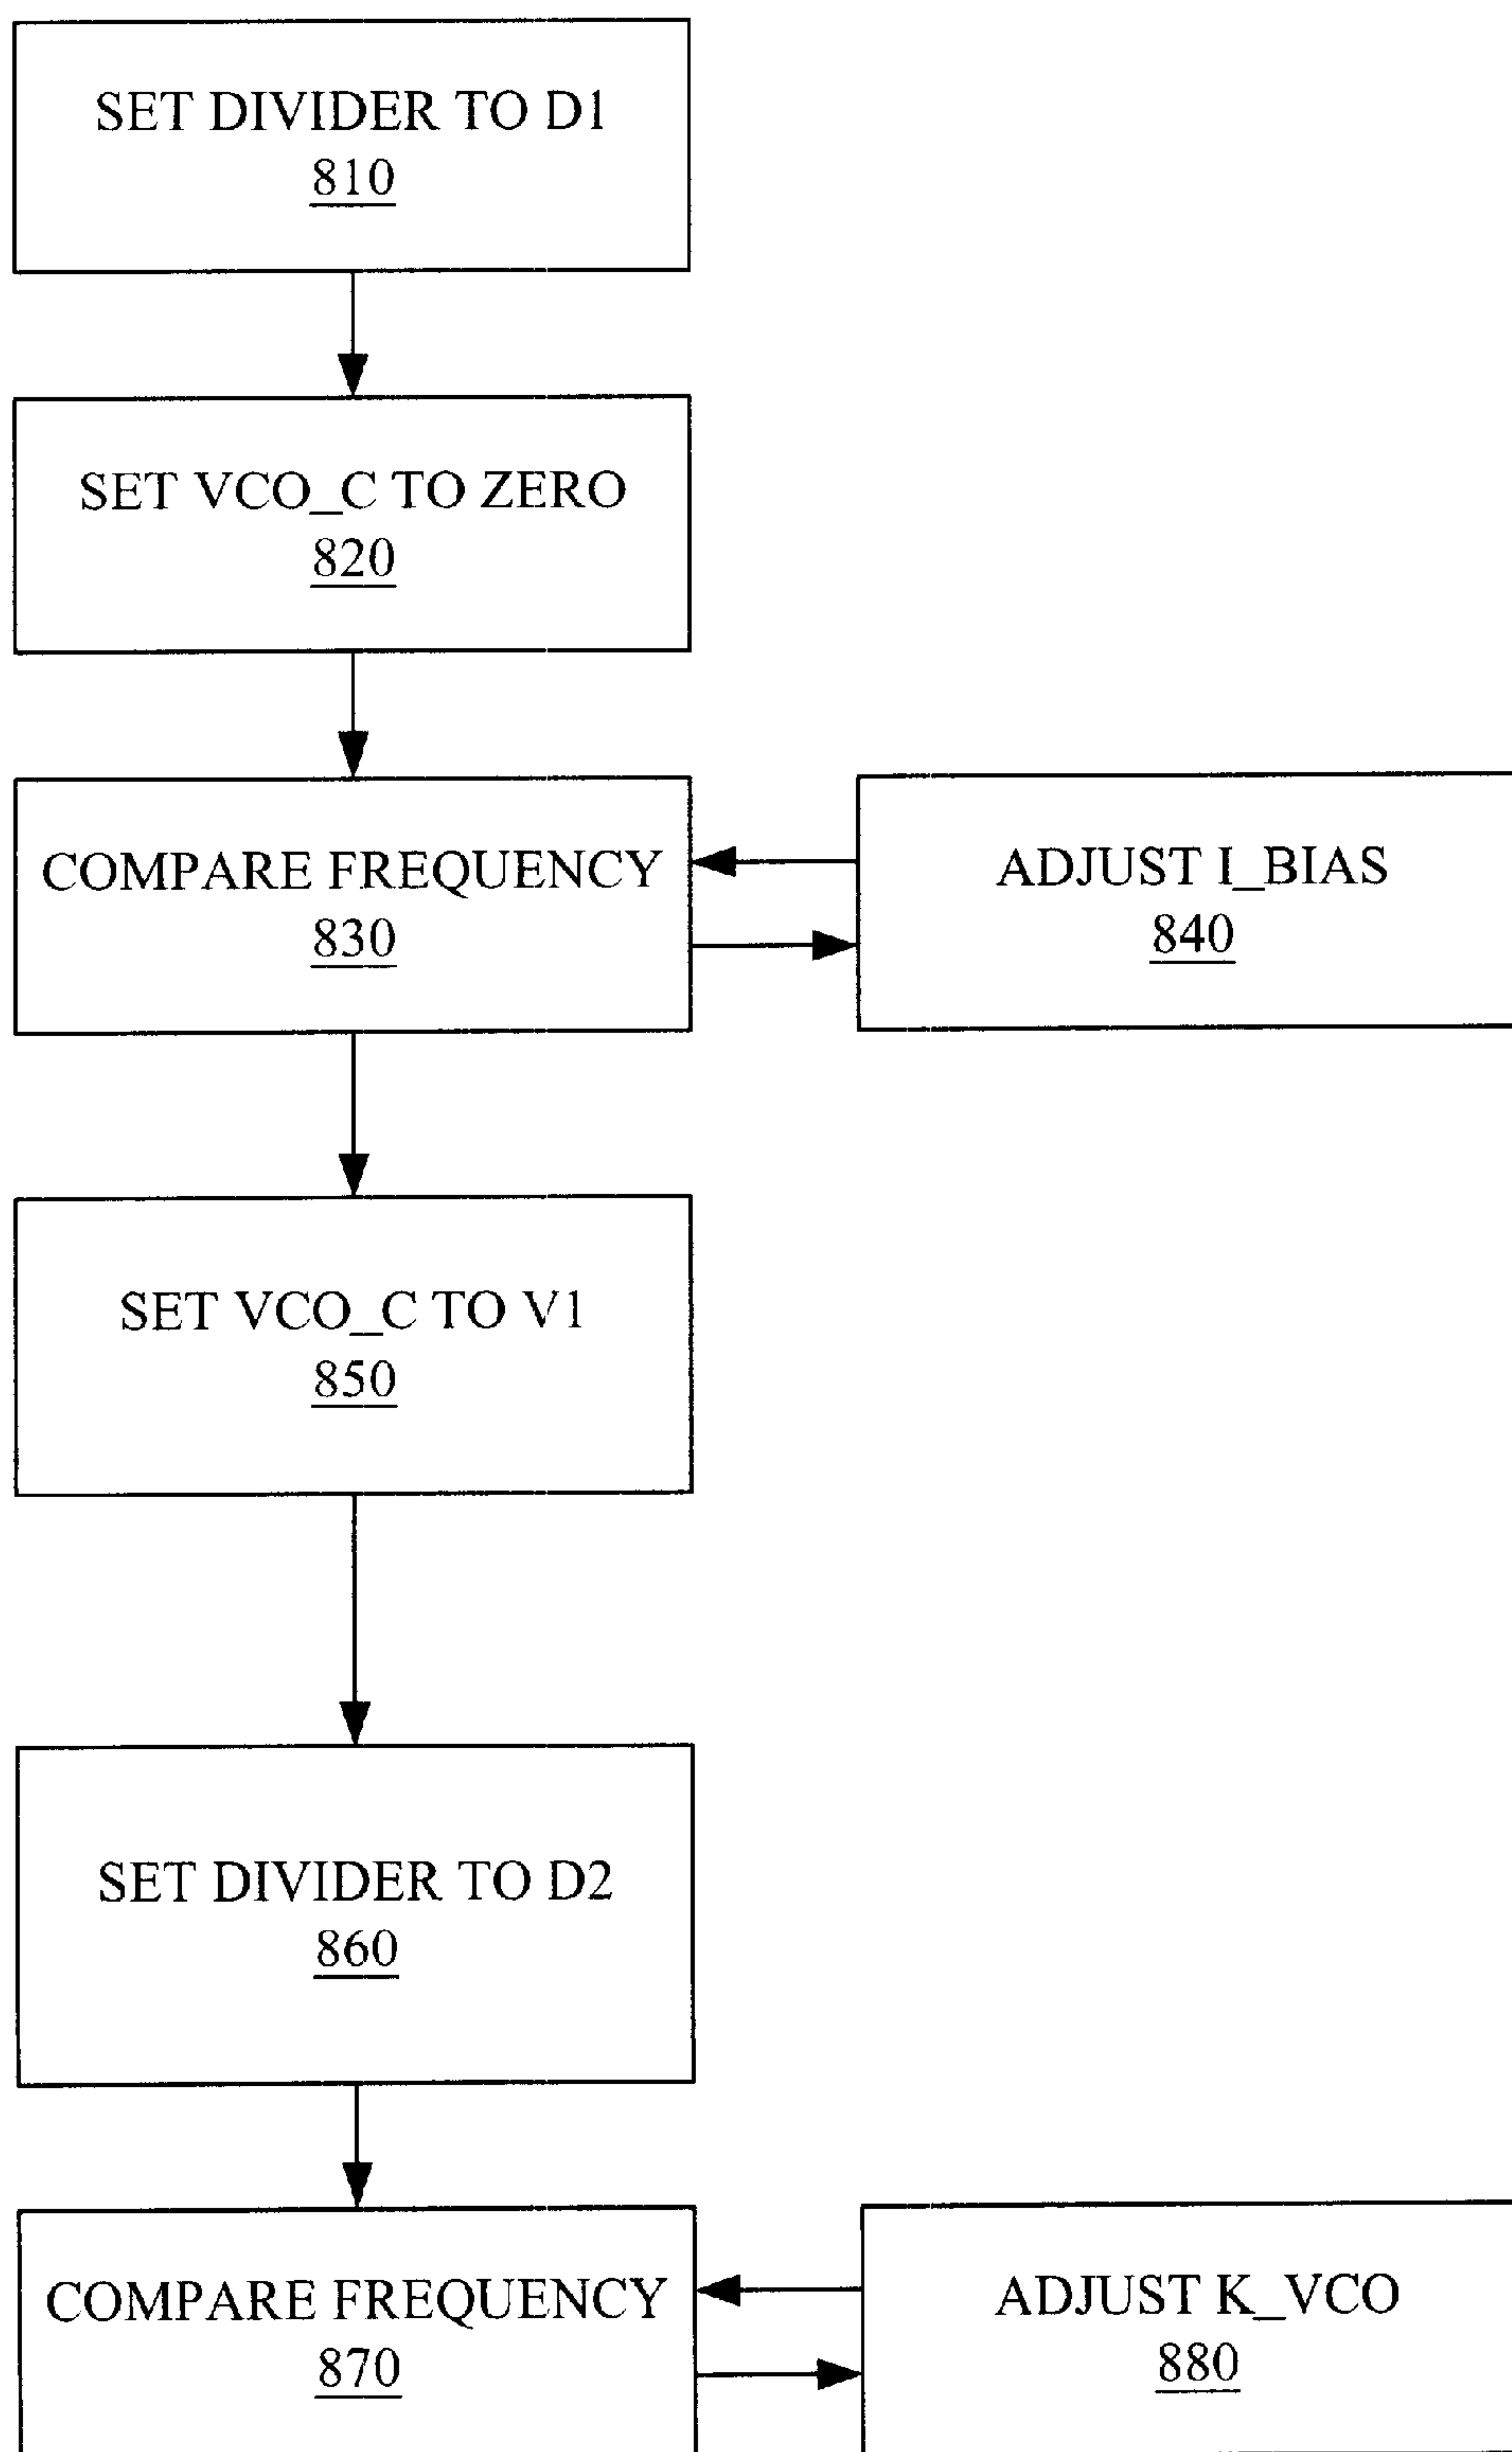 SET DIVIDER TO D1
810
SET VCO_C TO ZERO
820
COMPARE FREQUENCY
830
ADJUST I_BIAS
840
SET VCO_C TO V1
850
SET DIVIDER TO D2
860
COMPARE FREQUENCY
870
ADJUST K_VCO
880